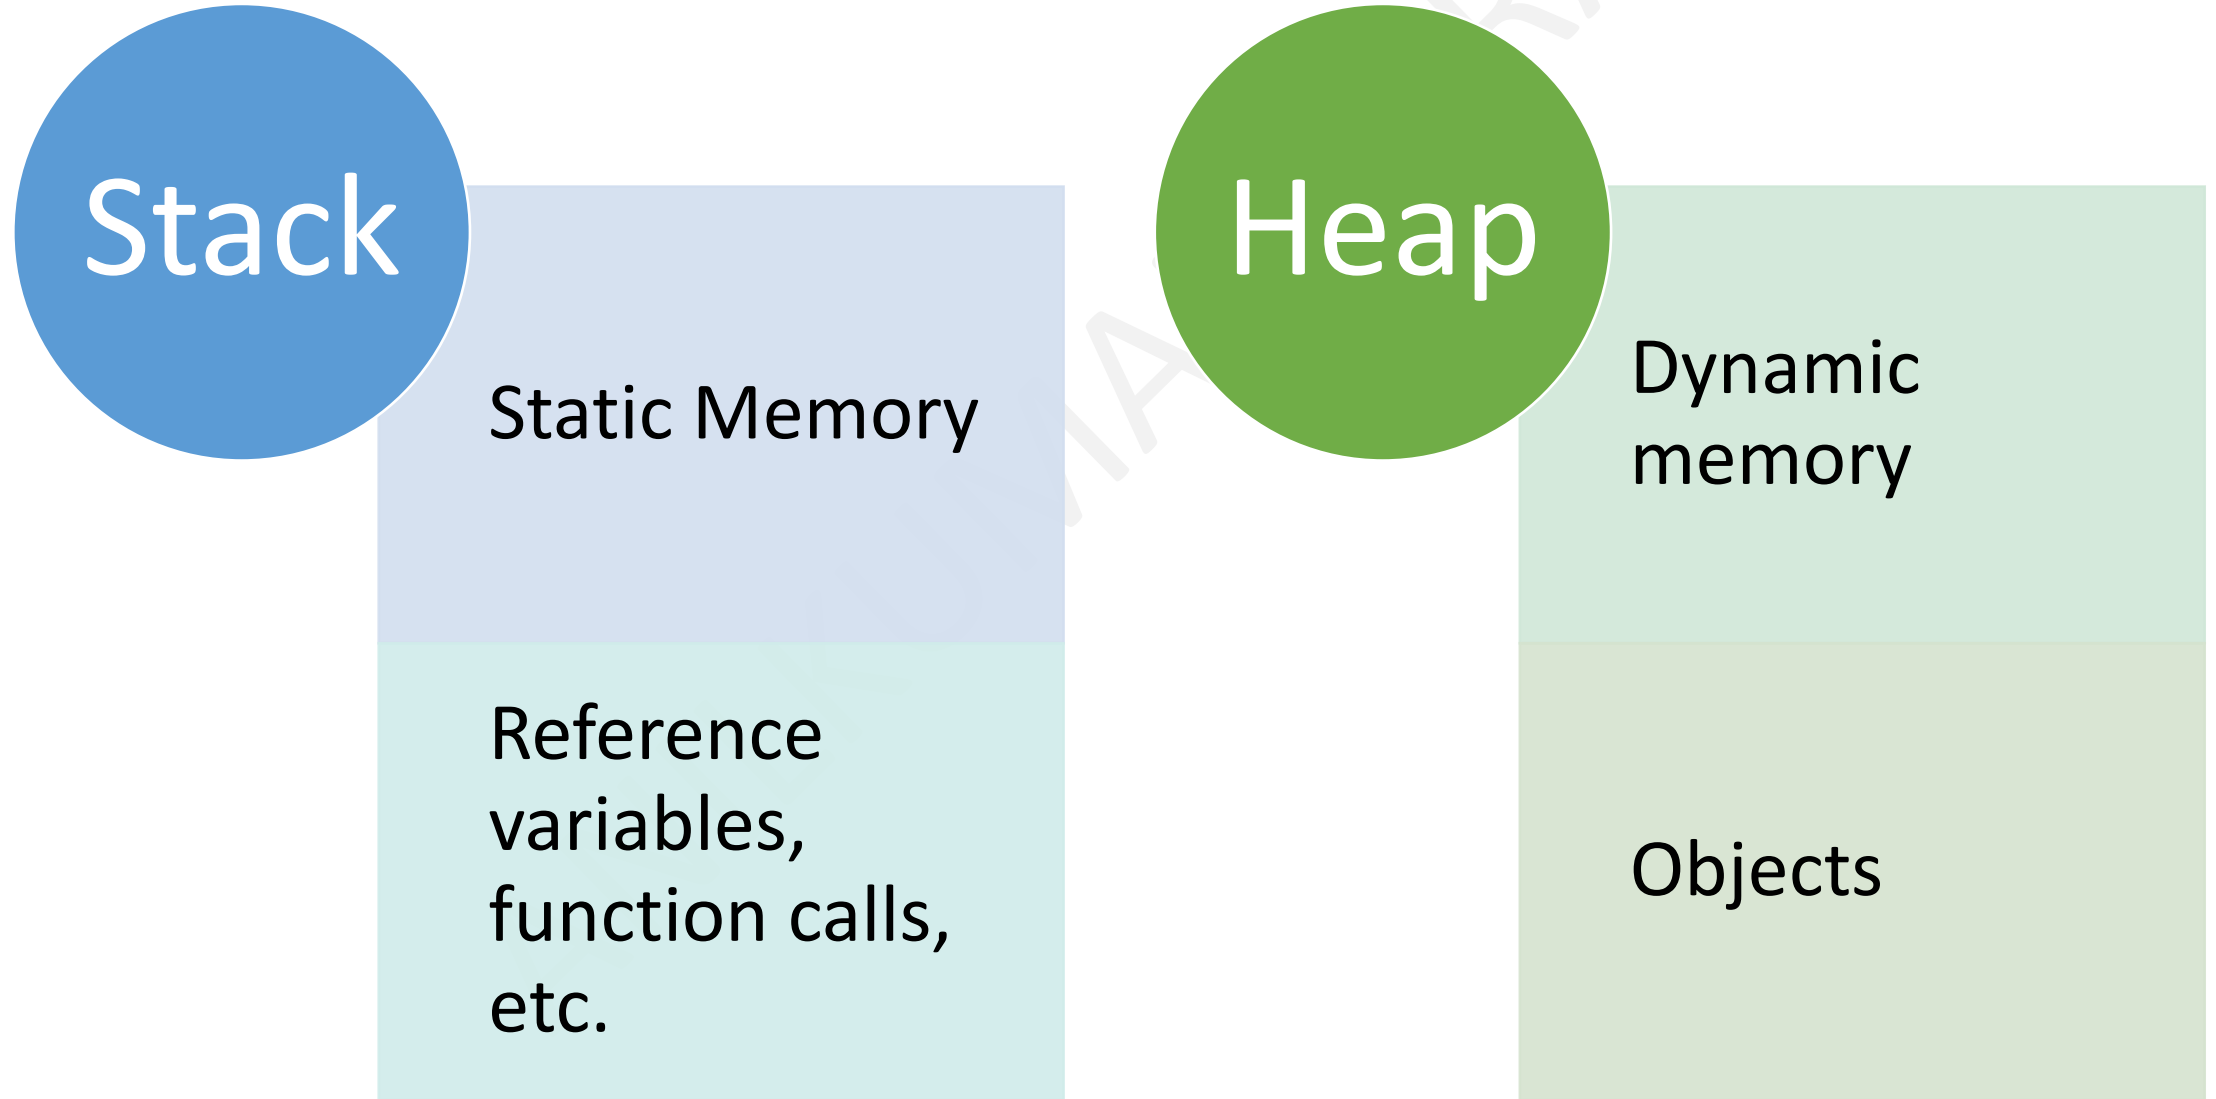 Stack
Static Memory
Reference
variables,
function calls,
etc.
Heap
Dynamic
memory
Objects